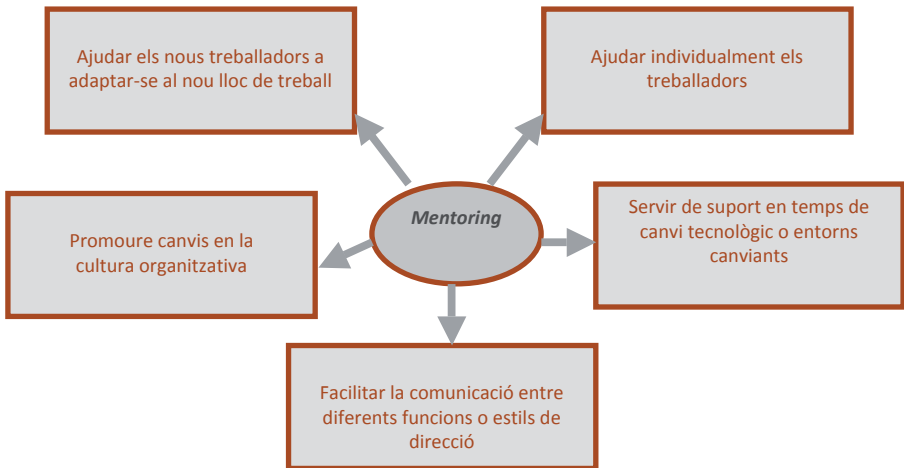 Ajudar els nous treballadors a
adaptar-se al nou lloc de treball
Ajudar individualment els
treballadors
Mentoring
Promoure canvis en la
cultura organitzativa
Servir de suport en temps de
canvi tecnològic o entorns
canviants
Facilitar la comunicació entre
diferents funcions o estils de
direcció